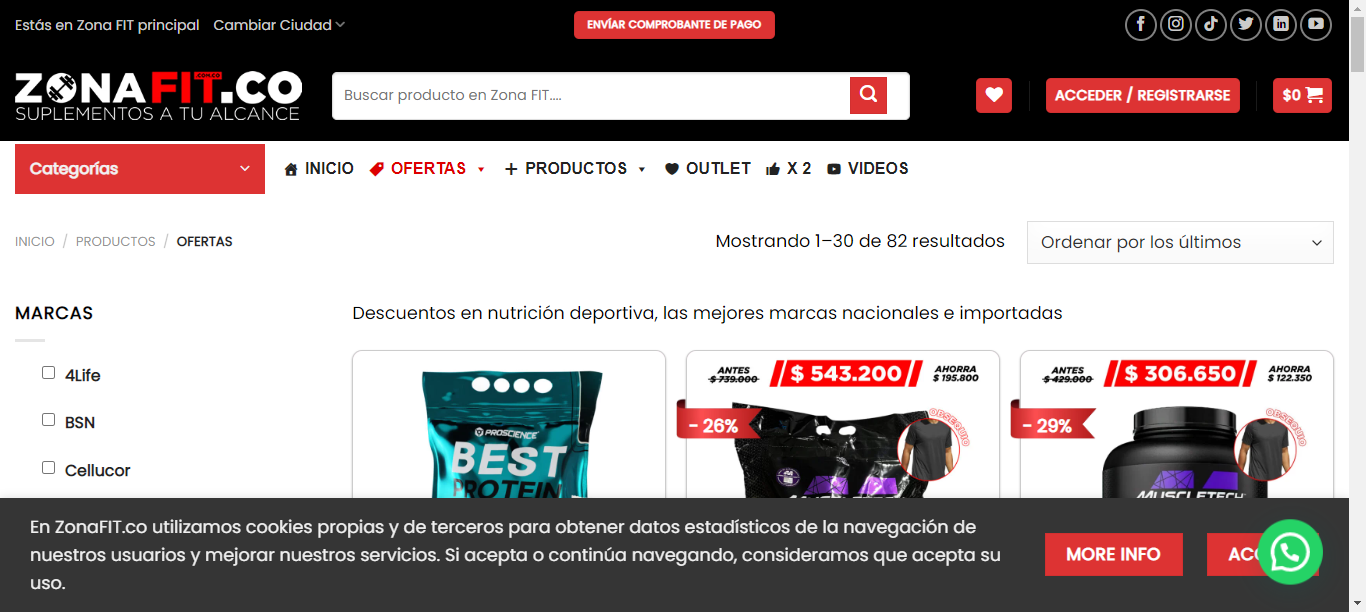 Estás en Zona FIT principal Cambiar Ciudad
ENVÍAR COMPROBANTE DE PAGO
ZONAFIT.CO
.COM.CO
SUPLEMENTOS A TU ALCANCE
Buscar producto en Zona FIT....
ACCEDER / REGISTRARSE
$0
Categorías
INICIO OFERTAS PRODUCTOS OUTLET X 2 VIDEOS
INICIO / PRODUCTOS / OFERTAS
Mostrando 1–30 de 82 resultados
Ordenar por los últimos
MARCAS
4Life
BSN
Cellucor
Descuentos en nutrición deportiva, las mejores marcas nacionales e importadas
PROSCIENCE
BEST
PROTEIN
ANTES
$ 739.000
$ 543.200
AHORRA
$ 195.800
- 26%
OBSEQUIO
MUSCLETECH
ANTES
$ 429.000
$ 306.650
AHORRA
$ 122.350
- 29%
OBSEQUIO
MUSCLETECH
En ZonaFIT.co utilizamos cookies propias y de terceros para obtener datos estadísticos de la navegación de
nuestros usuarios y mejorar nuestros servicios. Si acepta o continúa navegando, consideramos que acepta su
uso.
MORE INFO